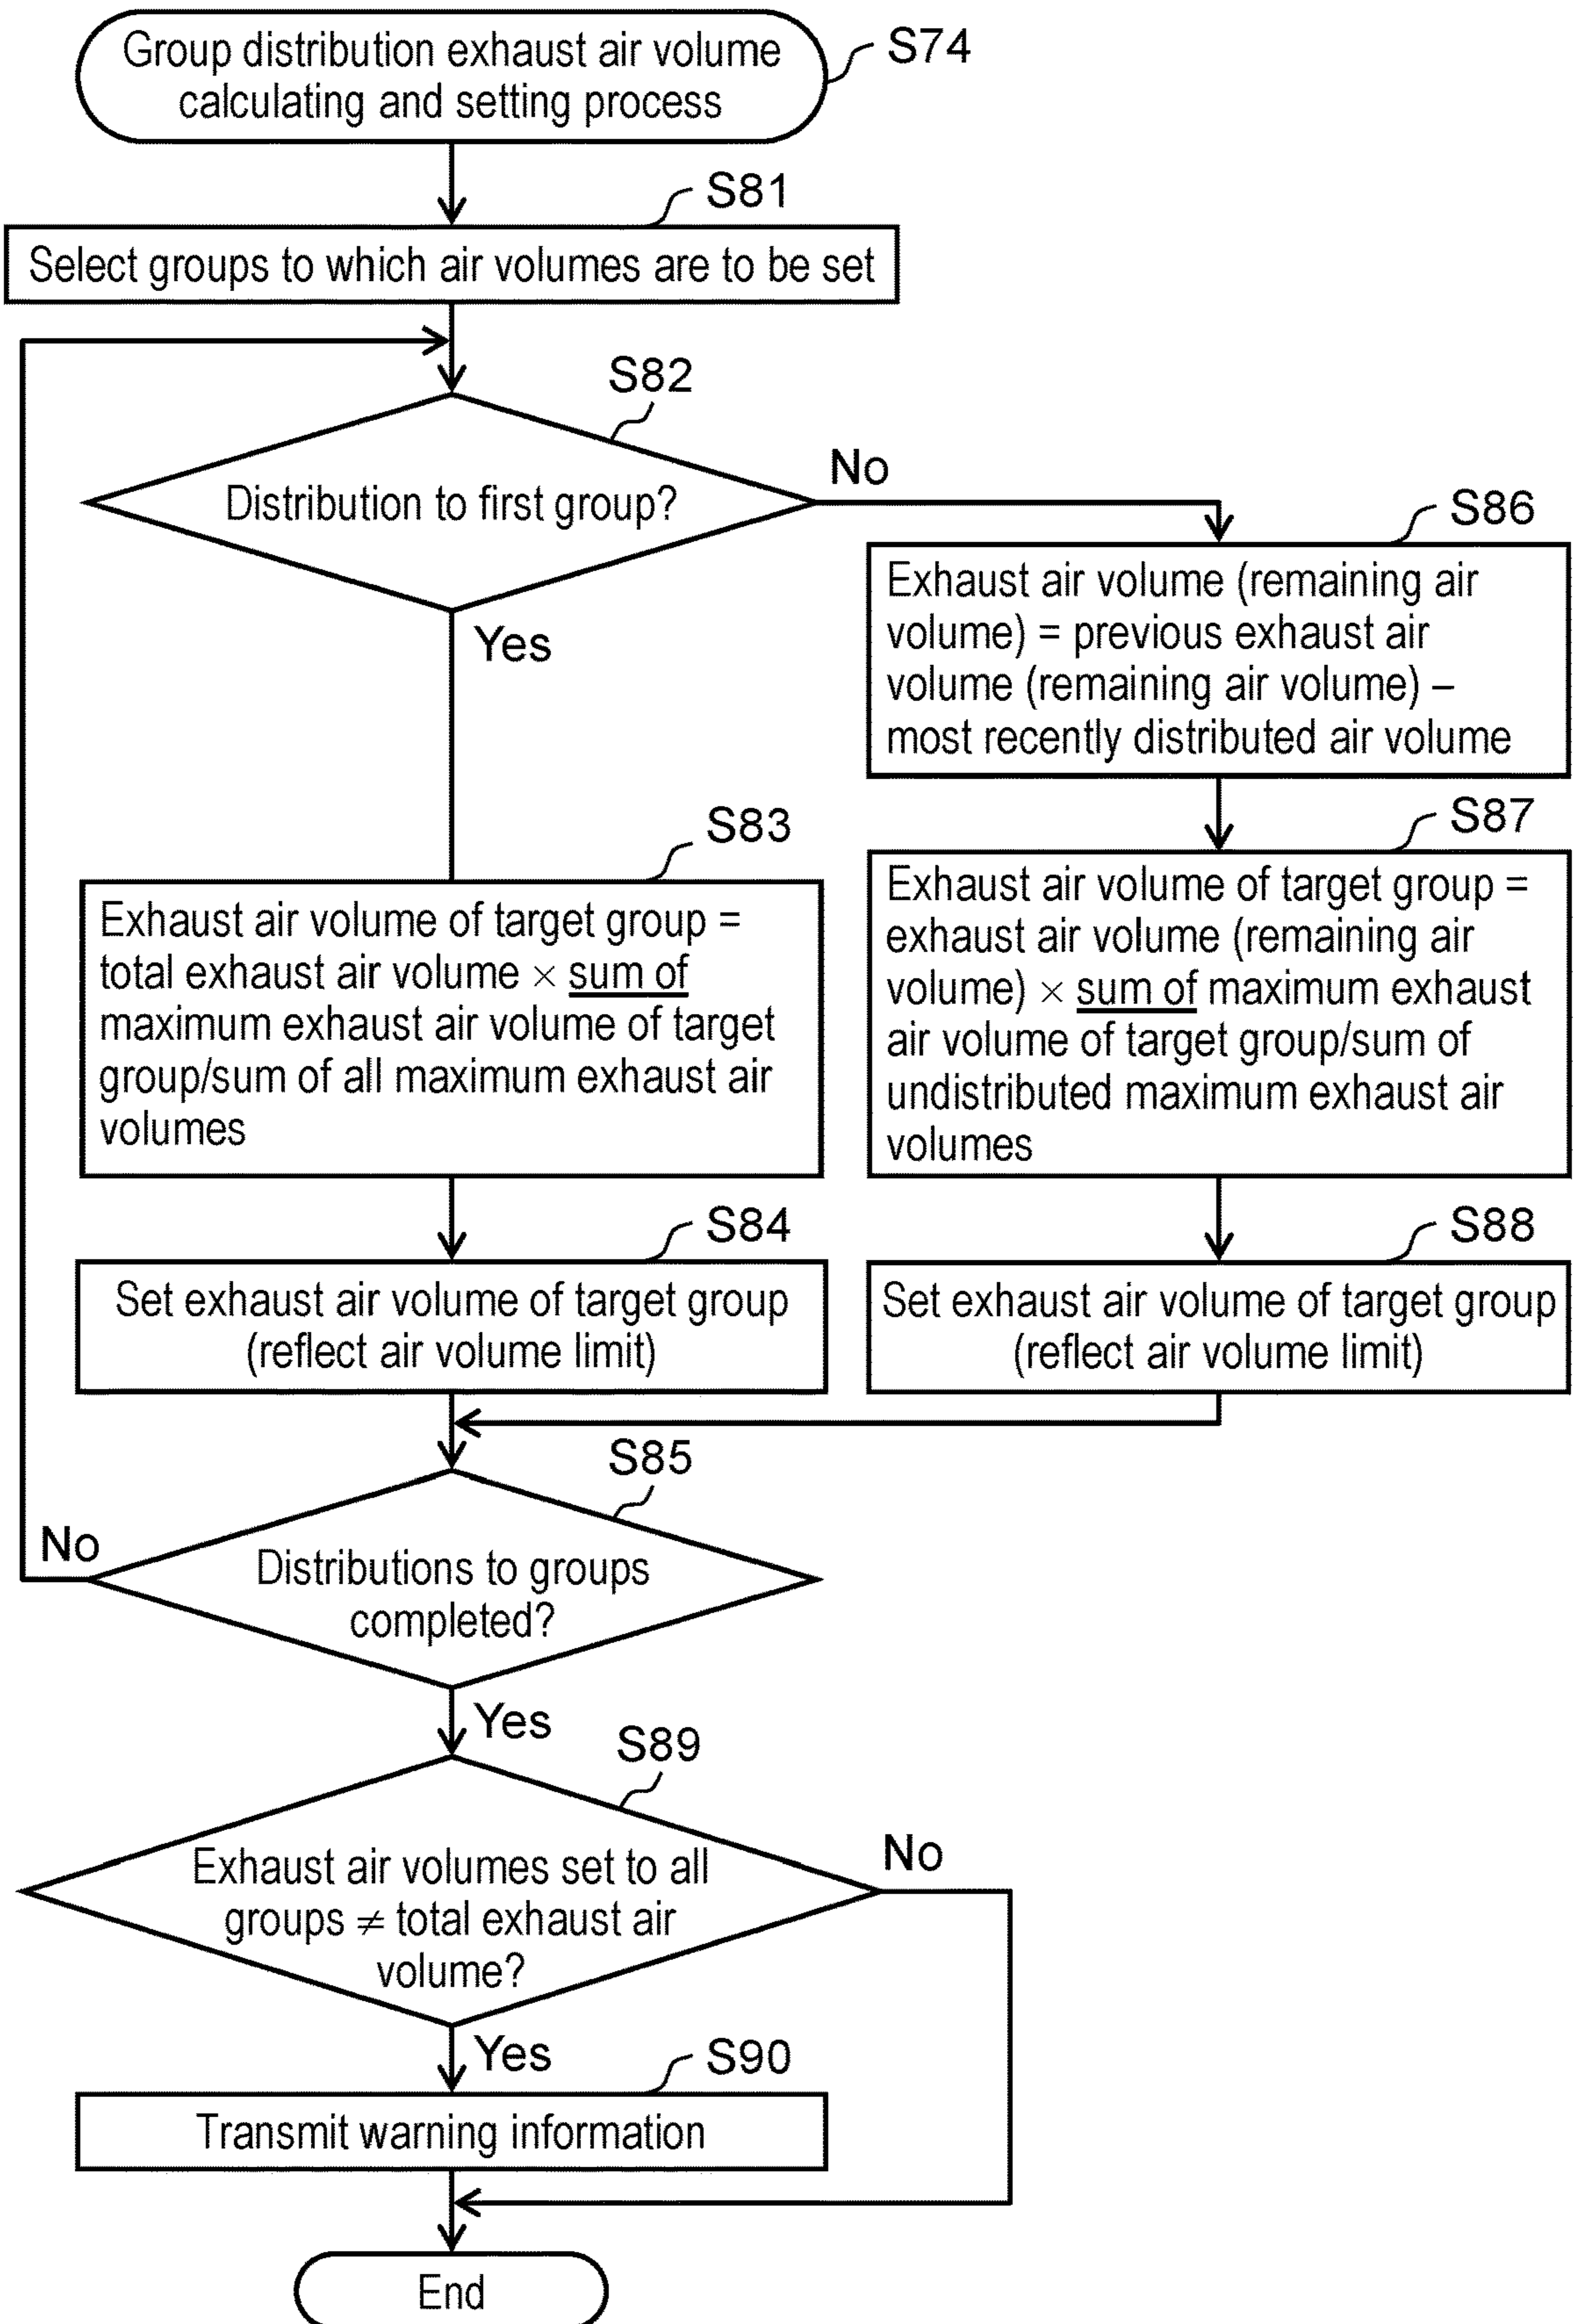 Group distribution exhaust air volume
calculating and setting process
S74
S81
Select groups to which air volumes are to be set
S82
Distribution to first group?
No
Yes
S86
Exhaust air volume (remaining air
volume) = previous exhaust air
volume (remaining air volume) –
most recently distributed air volume
S83
Exhaust air volume of target group =
total exhaust air volume × sum of
maximum exhaust air volume of target
group/sum of all maximum exhaust air
volumes
S87
Exhaust air volume of target group =
exhaust air volume (remaining air
volume) × sum of maximum exhaust
air volume of target group/sum of
undistributed maximum exhaust air
volumes
S84
Set exhaust air volume of target group
(reflect air volume limit)
S88
Set exhaust air volume of target group
(reflect air volume limit)
S85
No
Distributions to groups
completed?
Yes
S89
Exhaust air volumes set to all
groups ≠ total exhaust air
volume?
No
Yes
S90
Transmit warning information
End